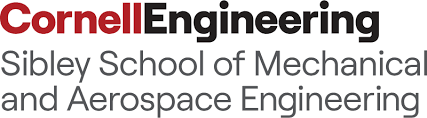 CornellEngineering
Sibley School of Mechanical
and Aerospace Engineering